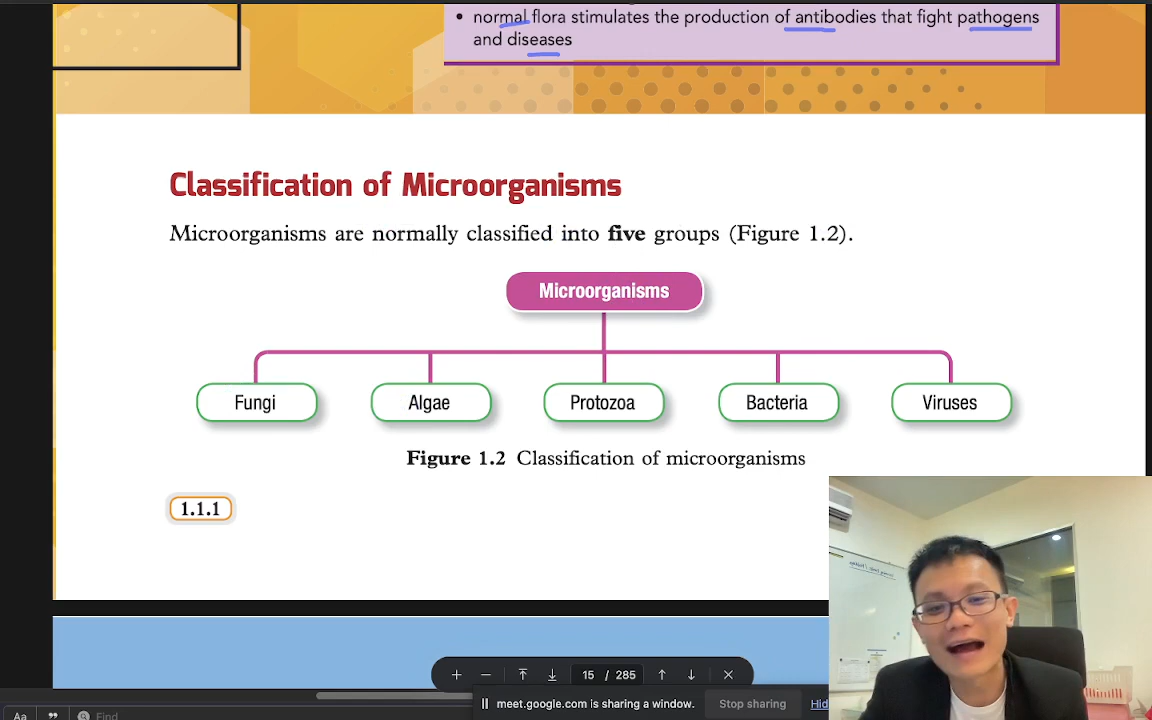 • normal flora stimulates the production of antibodies that fight pathogens
and diseases
Classification of Microorganisms
Microorganisms are normally classified into five groups (Figure 1.2).
Microorganisms
Fungi Algae Protozoa Bacteria Viruses
Figure 1.2 Classification of microorganisms
1.1.1
15 / 285
meet.google.com is sharing a window. Stop sharing Hid
Aa Find